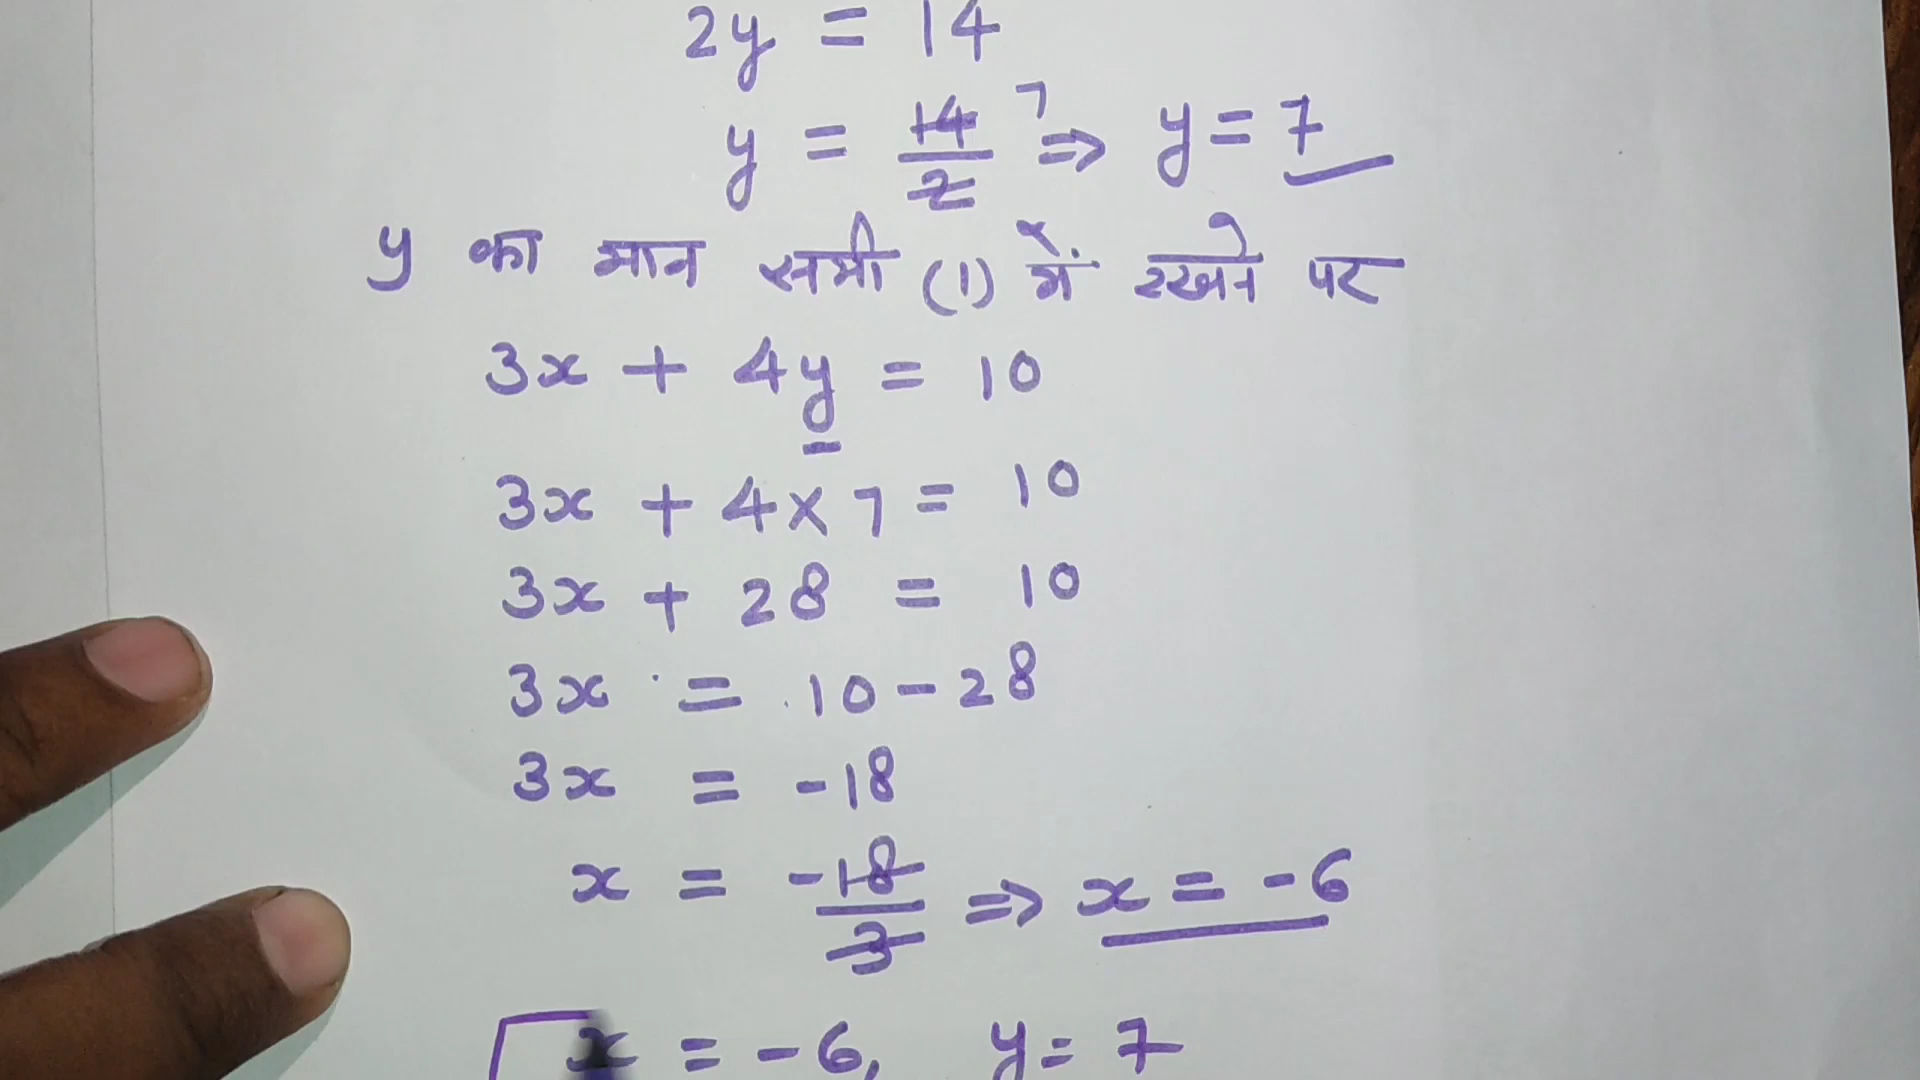 2y = 14
y = 14/2 7 ⇒ y = 7
y का मान समी (1) में रखने पर
3x + 4y = 10
3x + 4 × 7 = 10
3x + 28 = 10
3x = 10 - 28
3x = -18
x = -18/3 ⇒ x = -6
x = -6, y = 7